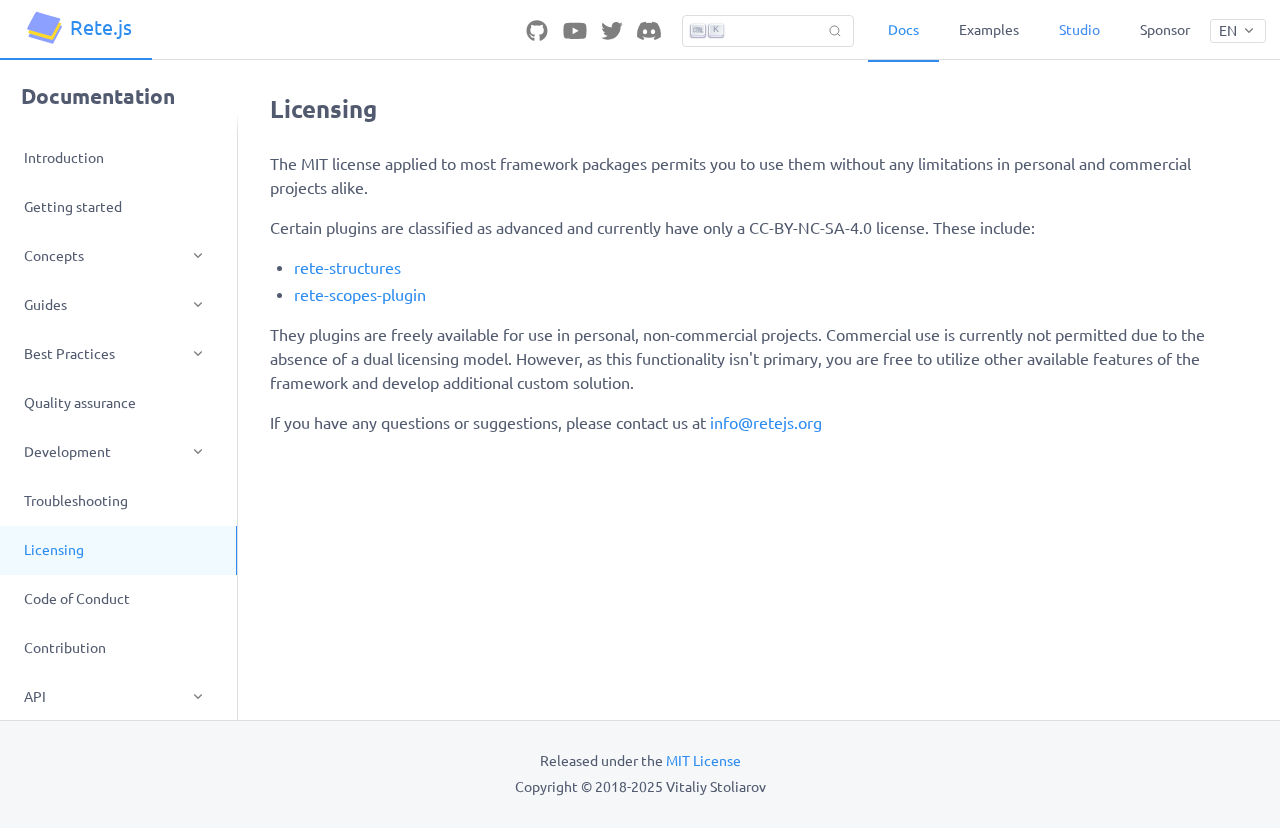 Rete.js
K
Docs
Examples
Studio
Sponsor
EN
Documentation
Introduction
Getting started
Concepts
Guides
Best Practices
Quality assurance
Development
Troubleshooting
Licensing
Code of Conduct
Contribution
API
Licensing
The MIT license applied to most framework packages permits you to use them without any limitations in personal and commercial
projects alike.
Certain plugins are classified as advanced and currently have only a CC-BY-NC-SA-4.0 license. These include:
rete-structures
rete-scopes-plugin
They plugins are freely available for use in personal, non-commercial projects. Commercial use is currently not permitted due to the
absence of a dual licensing model. However, as this functionality isn't primary, you are free to utilize other available features of the
framework and develop additional custom solution.
If you have any questions or suggestions, please contact us at info@retejs.org
Released under the MIT License
Copyright © 2018-2025 Vitaliy Stoliarov